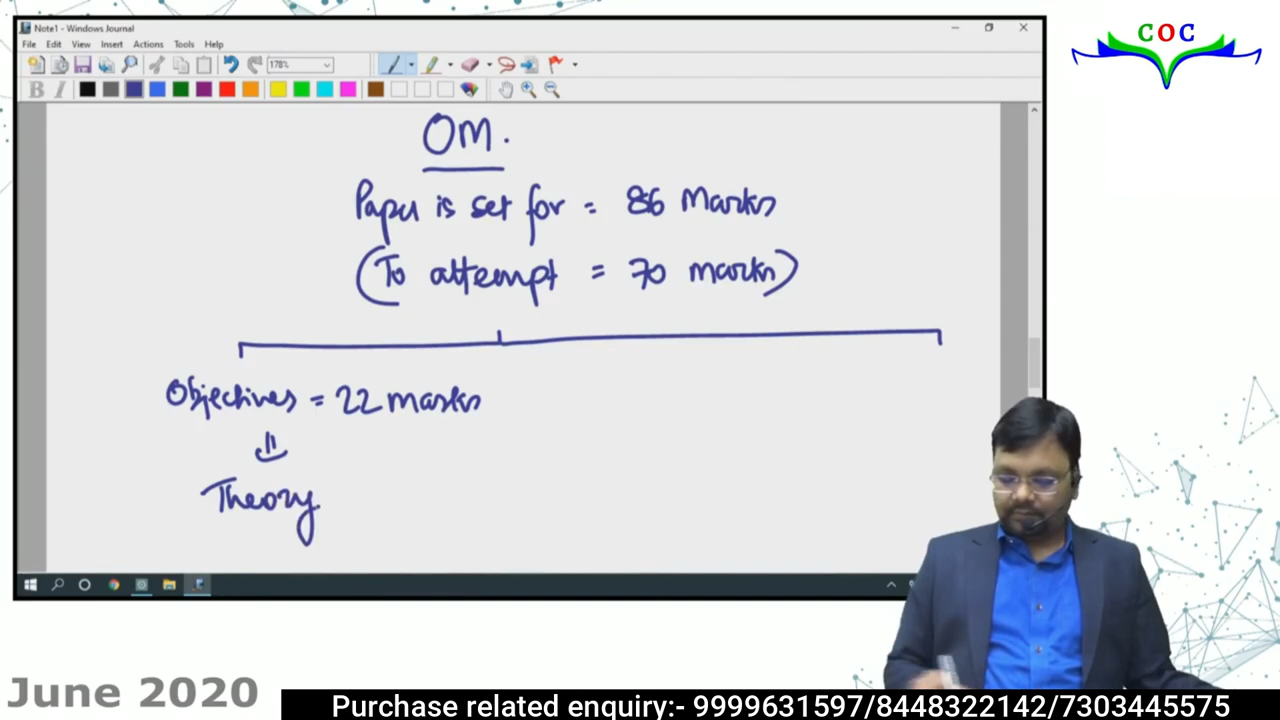 Note1 - Windows Journal
File Edit View Insert Actions Tools Help
178%
B I
COC
OM.
Paper is set for = 86 Marks
(To attempt = 70 marks)
Objectives = 22 marks
Theory
June 2020
Purchase related enquiry:- 9999631597/8448322142/7303445575